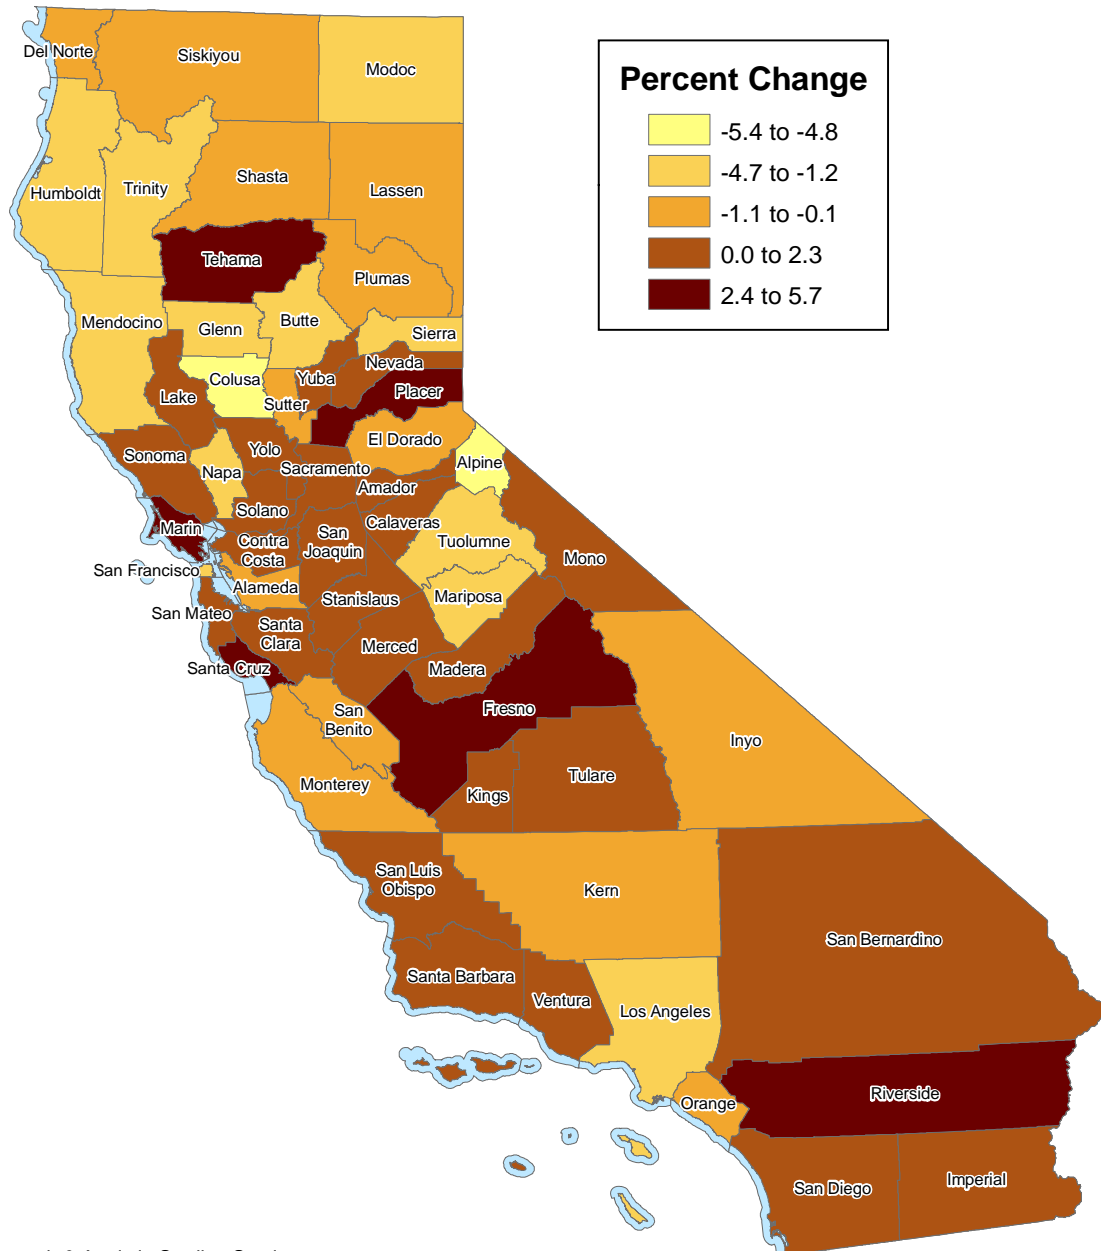 Percent Change
-5.4 to -4.8
-4.7 to -1.2
-1.1 to -0.1
0.0 to 2.3
2.4 to 5.7
Del Norte
Siskiyou
Modoc
Humboldt
Trinity
Shasta
Lassen
Tehama
Plumas
Mendocino
Glenn
Butte
Sierra
Nevada
Colusa
Yuba
Placer
Lake
Sutter
El Dorado
Sonoma
Yolo
Napa
Sacramento
Alpine
Amador
Solano
Calaveras
Marin
Contra
Costa
San
Joaquin
Tuolumne
Mono
San Francisco
Alameda
Stanislaus
Mariposa
San Mateo
Santa
Clara
Merced
Santa Cruz
Madera
San
Benito
Fresno
Inyo
Monterey
Kings
Tulare
San Luis
Obispo
Kern
San Bernardino
Santa Barbara
Ventura
Los Angeles
Orange
Riverside
San Diego
Imperial